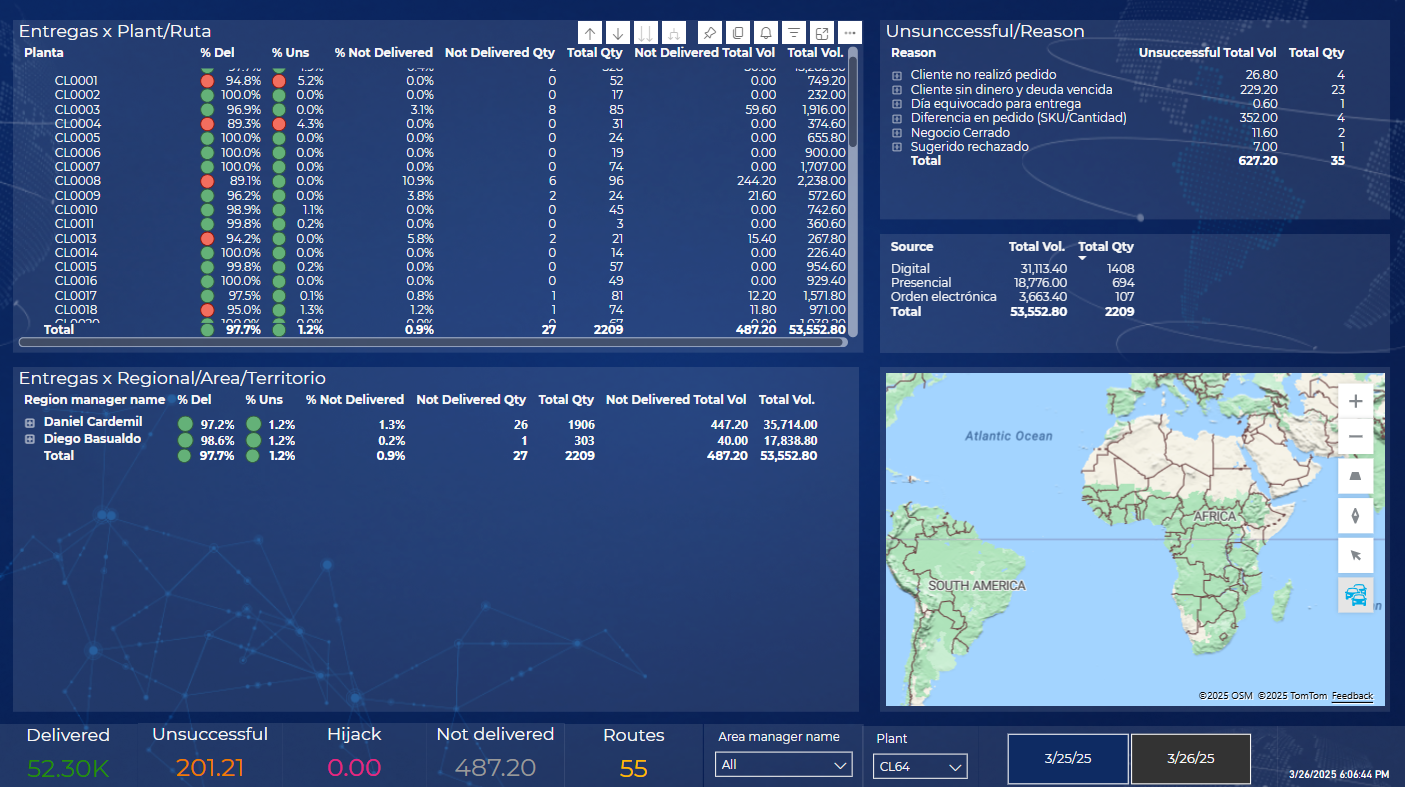 Entregas x Plant/Ruta
Planta % Del % Uns % Not Delivered Not Delivered Qty Total Qty Not Delivered Total Vol Total Vol.
CL0001 94.8% 5.2% 0.0% 0 52 0.00 749.20
CL0002 100.0% 0.0% 0.0% 0 17 0.00 232.00
CL0003 96.9% 0.0% 3.1% 8 85 59.60 1,916.00
CL0004 89.3% 4.3% 0.0% 0 31 0.00 374.60
CL0005 100.0% 0.0% 0.0% 0 24 0.00 655.80
CL0006 100.0% 0.0% 0.0% 0 19 0.00 900.00
CL0007 100.0% 0.0% 0.0% 0 74 0.00 1,707.00
CL0008 89.1% 0.0% 10.9% 6 96 244.20 2,238.00
CL0009 96.2% 0.0% 3.8% 2 24 21.60 572.60
CL0010 98.9% 1.1% 0.0% 0 45 0.00 742.60
CL0011 99.8% 0.2% 0.0% 0 3 0.00 360.60
CL0013 94.2% 0.0% 5.8% 2 21 15.40 267.80
CL0014 100.0% 0.0% 0.0% 0 14 0.00 226.40
CL0015 99.8% 0.2% 0.0% 0 57 0.00 954.60
CL0016 100.0% 0.0% 0.0% 0 49 0.00 929.40
CL0017 97.5% 0.1% 0.8% 1 81 12.20 1,571.80
CL0018 95.0% 1.3% 1.2% 1 74 11.80 971.00
Total 97.7% 1.2% 0.9% 27 2209 487.20 53,552.80
Unsunccessful/Reason
Reason Unsuccessful Total Vol Total Qty
Cliente no realizó pedido 26.80 4
Cliente sin dinero y deuda vencida 229.20 23
Día equivocado para entrega 0.60 1
Diferencia en pedido (SKU/Cantidad) 352.00 4
Negocio Cerrado 11.60 2
Sugerido rechazado 7.00 1
Total 627.20 35
Source Total Vol. Total Qty
Digital 31,113.40 1408
Presencial 18,776.00 694
Orden electrónica 3,663.40 107
Total 53,552.80 2209
Entregas x Regional/Area/Territorio
Region manager name % Del % Uns % Not Delivered Not Delivered Qty Total Qty Not Delivered Total Vol Total Vol.
Daniel Cardemil 97.2% 1.2% 1.3% 26 1906 447.20 35,714.00
Diego Basualdo 98.6% 1.2% 0.2% 1 303 40.00 17,838.80
Total 97.7% 1.2% 0.9% 27 2209 487.20 53,552.80
Atlantic Ocean
AFRICA
SOUTH AMERICA
©2025 OSM ©2025 TomTom Feedback
Delivered Unsuccessful Hijack Not delivered Routes
52.30K 201.21 0.00 487.20 55
Area manager name
All
Plant
CL64
3/25/25 3/26/25
3/26/2025 6:06:44 PM